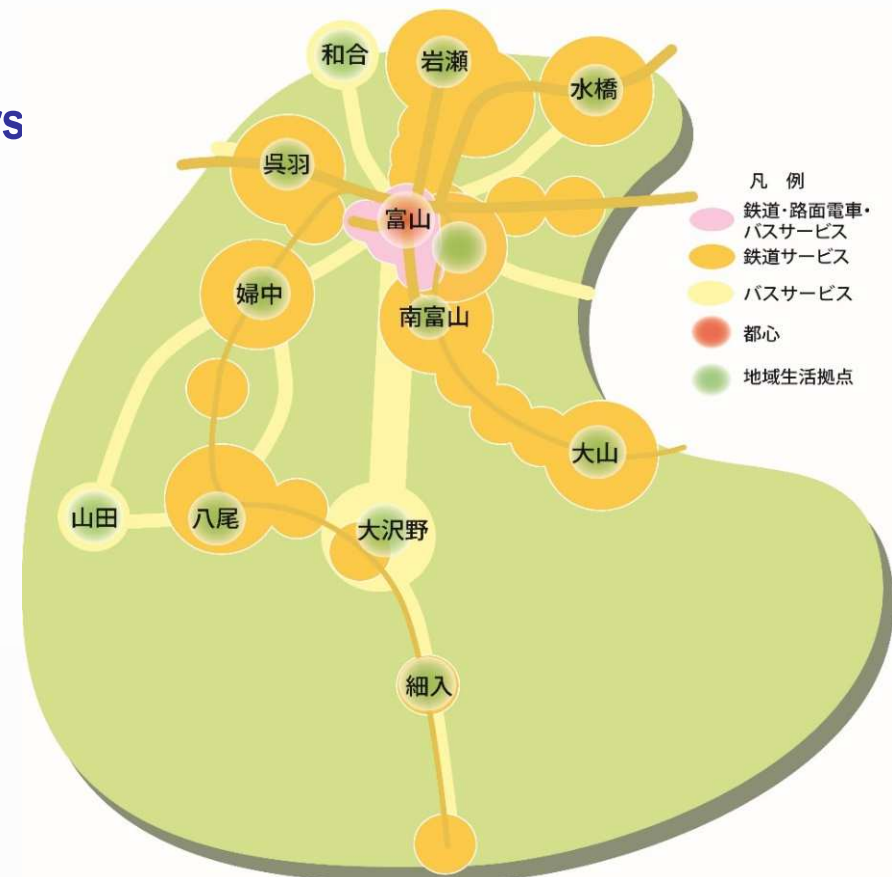 和合
岩瀬
水橋
呉羽
富山
婦中
南富山
大山
山田
八尾
大沢野
細入
凡 例
鉄道・路面電車・
バスサービス
鉄道サービス
バスサービス
都心
地域生活拠点